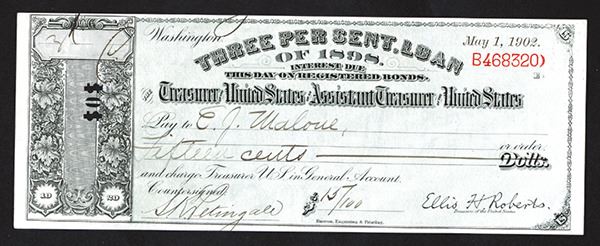 Washington
May 1, 1902.
THREE PER CENT. LOAN
OF 1898.
B468320
INTEREST DUE
THIS DAY ON REGISTERED BONDS.
Treasurer of the United States or Assistant Treasurer of the United States
$0$
Pay to E. J. Malone,
or order
Fifteen cents
Dolls.
and charge Treasurer U.S. in General Account.
Countersigned
$ 15/100
Ellis H Roberts.
Treasurer of the United States
Bureau, Engraving & Printing.